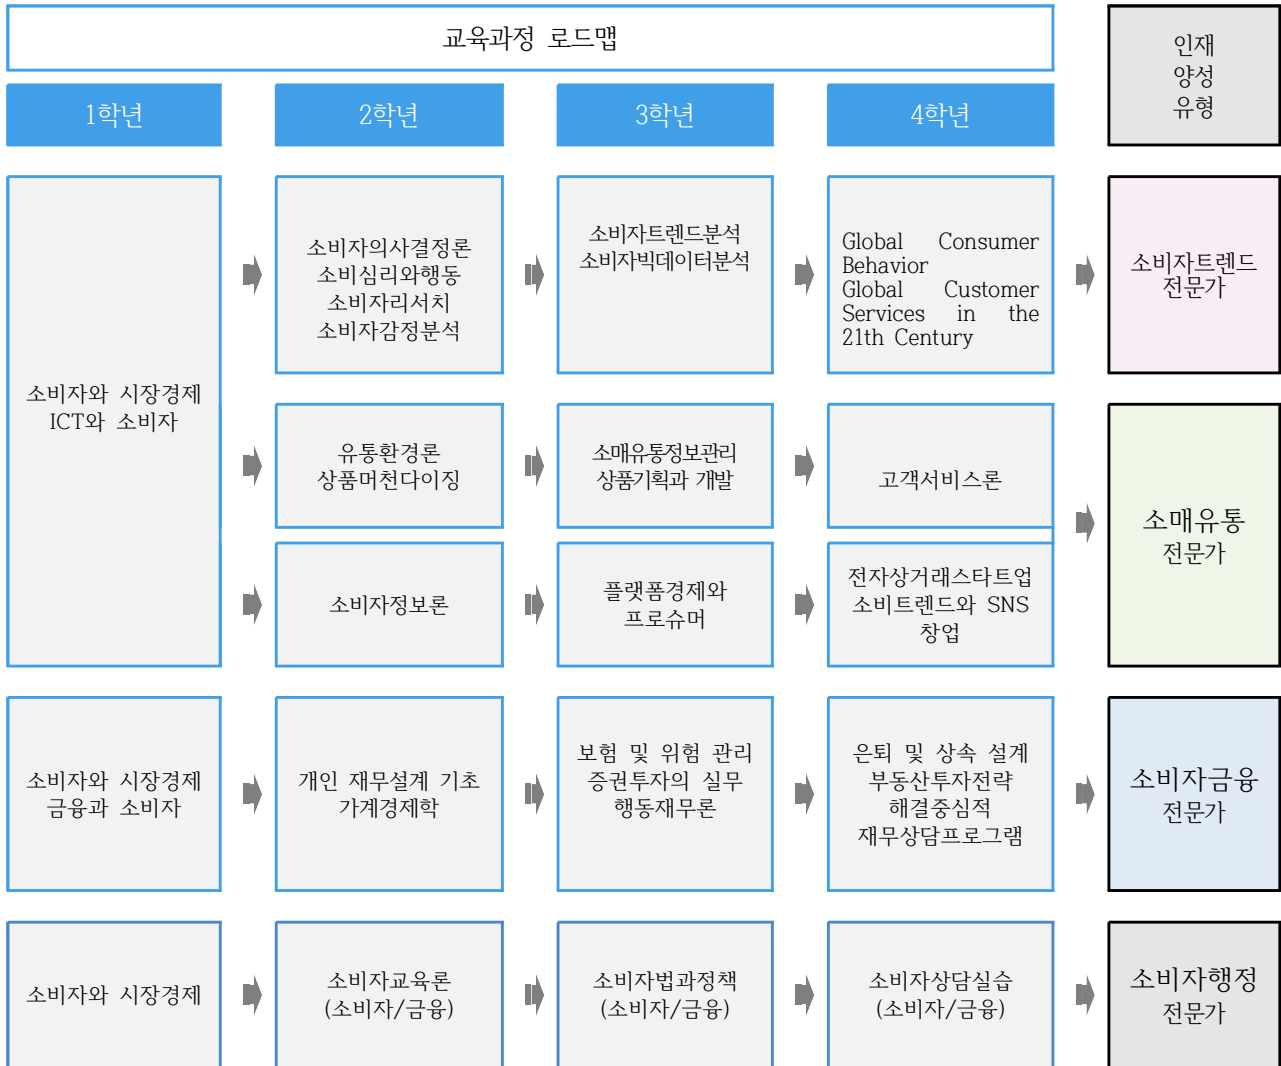 교육과정 로드맵
인재
양성
유형
1학년
2학년
3학년
4학년
소비자와 시장경제
ICT와 소비자
소비자의사결정론
소비심리와행동
소비자리서치
소비자감정분석
소비자트렌드분석
소비자빅데이터분석
Global Consumer
Behavior
Global Customer
Services in the
21th Century
소비자트렌드
전문가
유통환경론
상품머천다이징
소매유통정보관리
상품기획과 개발
고객서비스론
소매유통
전문가
소비자정보론
플랫폼경제와
프로슈머
전자상거래스타트업
소비트렌드와 SNS
창업
소비자와 시장경제
금융과 소비자
개인 재무설계 기초
가계경제학
보험 및 위험 관리
증권투자의 실무
행동재무론
은퇴 및 상속 설계
부동산투자전략
해결중심적
재무상담프로그램
소비자금융
전문가
소비자와 시장경제
소비자교육론
(소비자/금융)
소비자법과정책
(소비자/금융)
소비자상담실습
(소비자/금융)
소비자행정
전문가